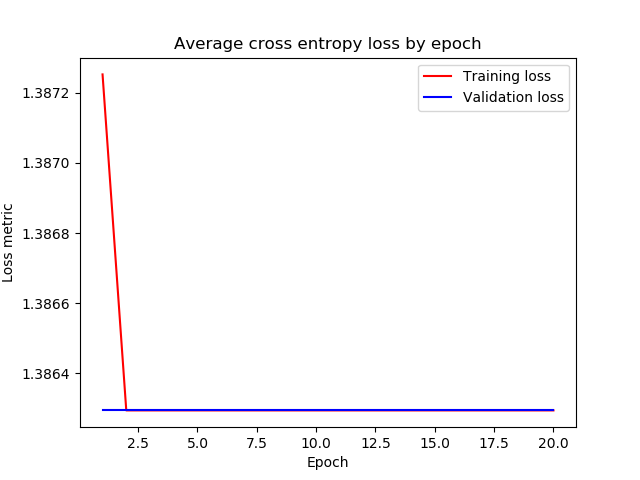 Average cross entropy loss by epoch
Training loss
Validation loss
1.3872
1.3870
1.3868
1.3866
1.3864
Loss metric
2.5 5.0 7.5 10.0 12.5 15.0 17.5 20.0
Epoch